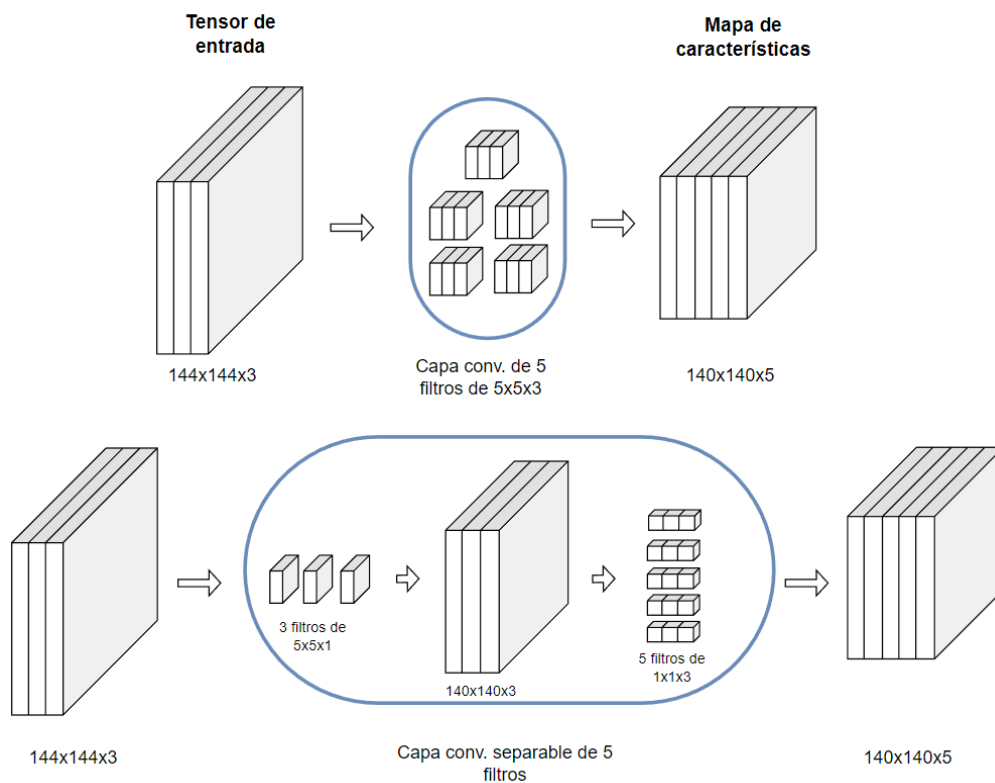 Tensor de
entrada
Mapa de
característícas
144x144x3
Capa conv. de 5
filtros de 5x5x3
140x140x5
3 filtros de
5x5x1
140x140x3
5 filtros de
1x1x3
144x144x3
Capa conv. separable de 5
filtros
140x140x5